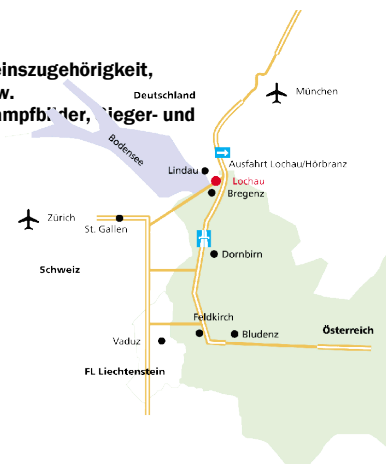 einszugehörigkeit,
w.
ampfbilder, Sieger- und
Deutschland
München
Bodensee
Ausfahrt Lochau/Hörbranz
Lindau
Lochau
Bregenz
Zürich
St. Gallen
Dornbirn
Schweiz
Feldkirch
Österreich
Vaduz
Bludenz
FL Liechtenstein